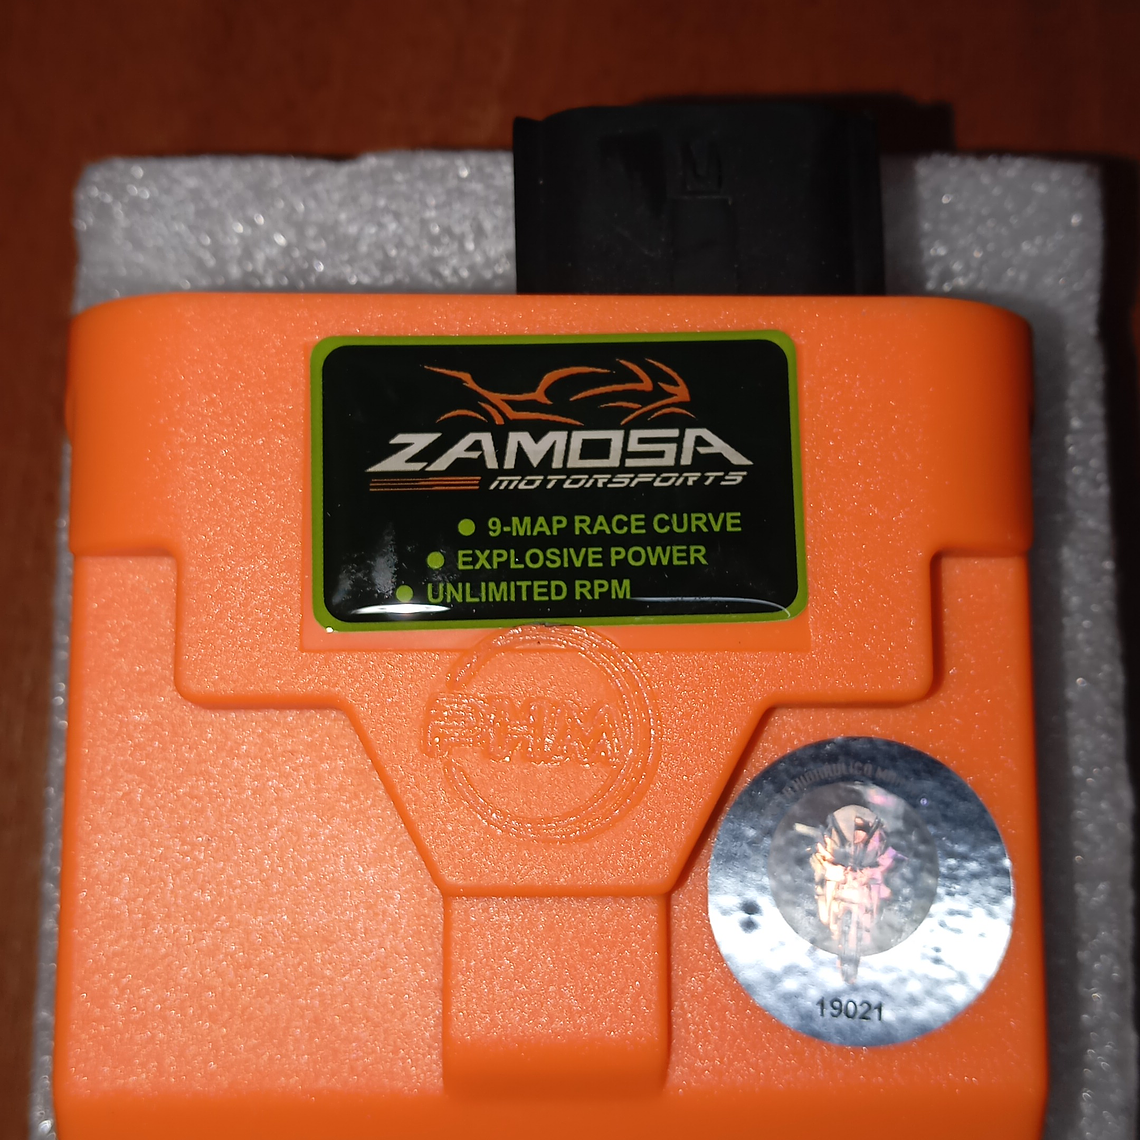 ZAMOSA
MOTORSPORTS
9-MAP RACE CURVE
EXPLOSIVE POWER
UNLIMITED RPM
19021